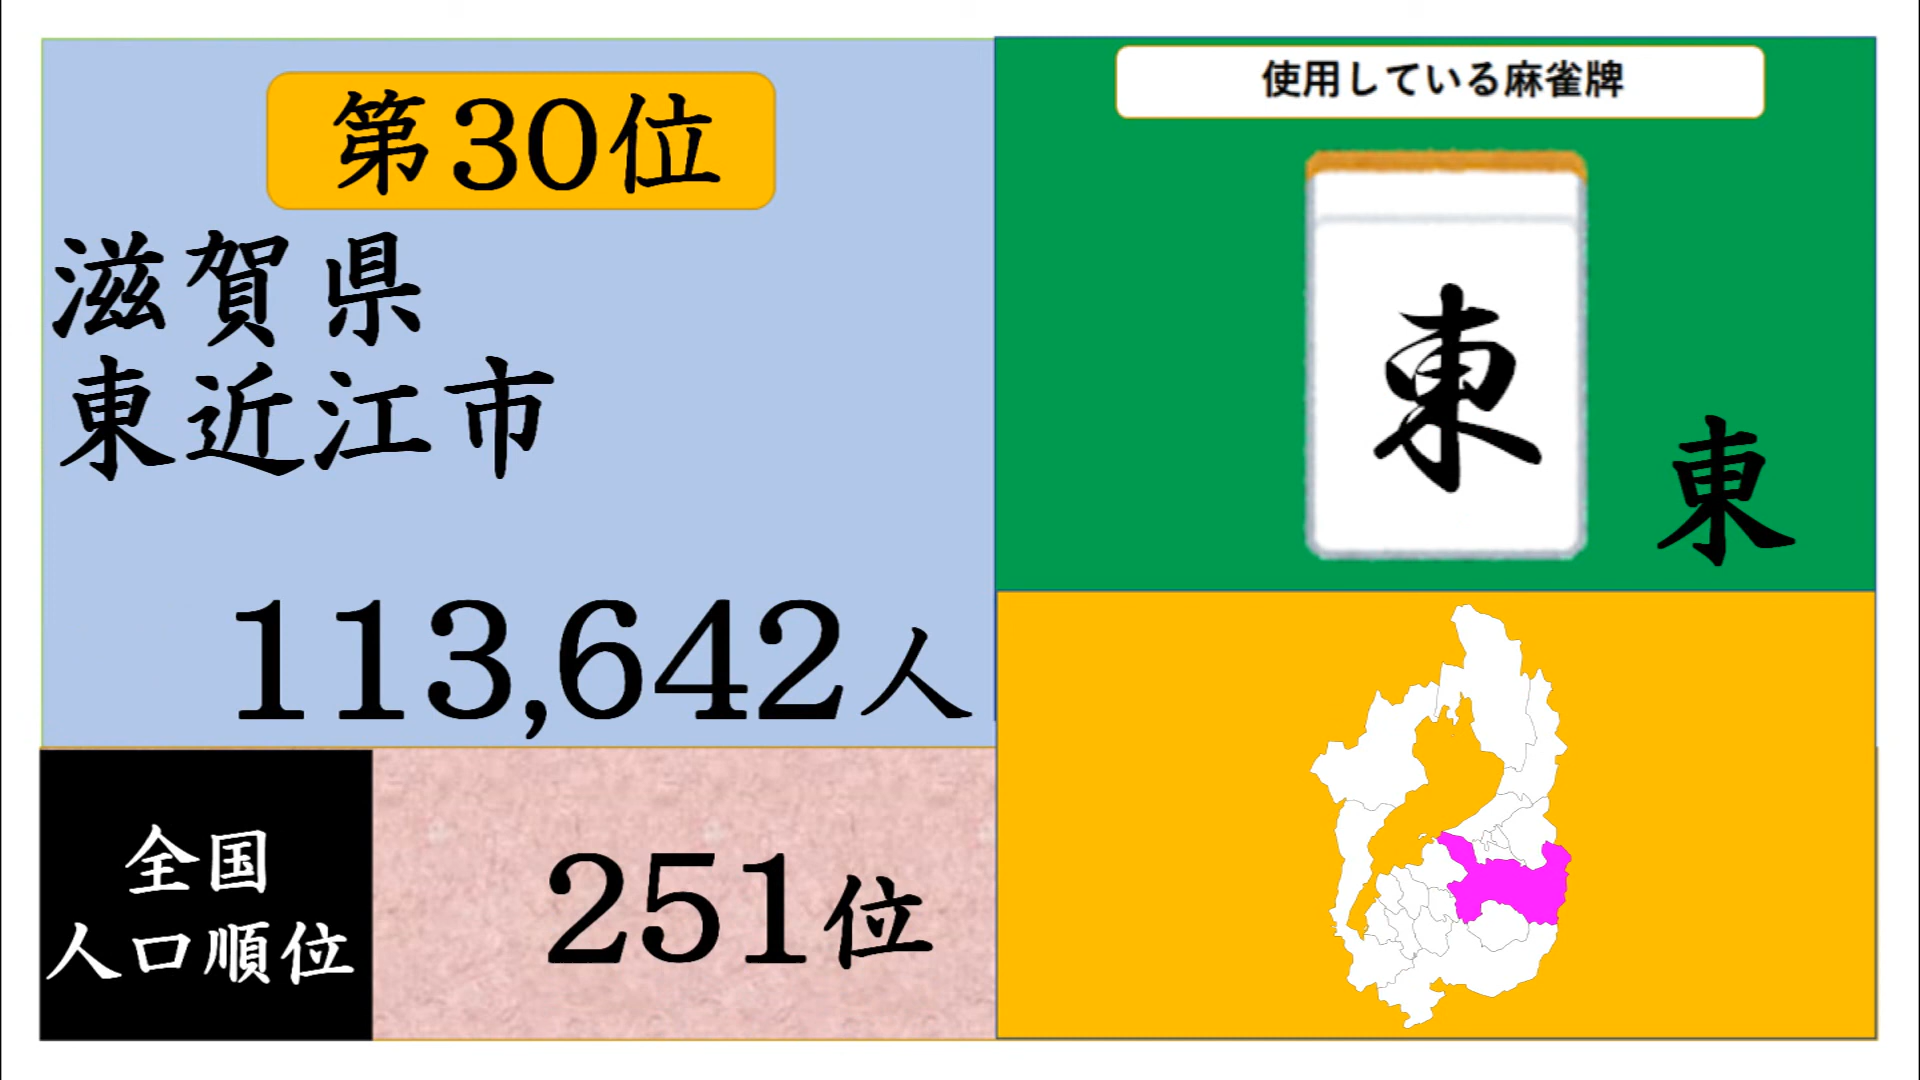 第30位
滋賀県
東近江市
113,642人
全国
人口順位
251位
使用している麻雀牌
東
東